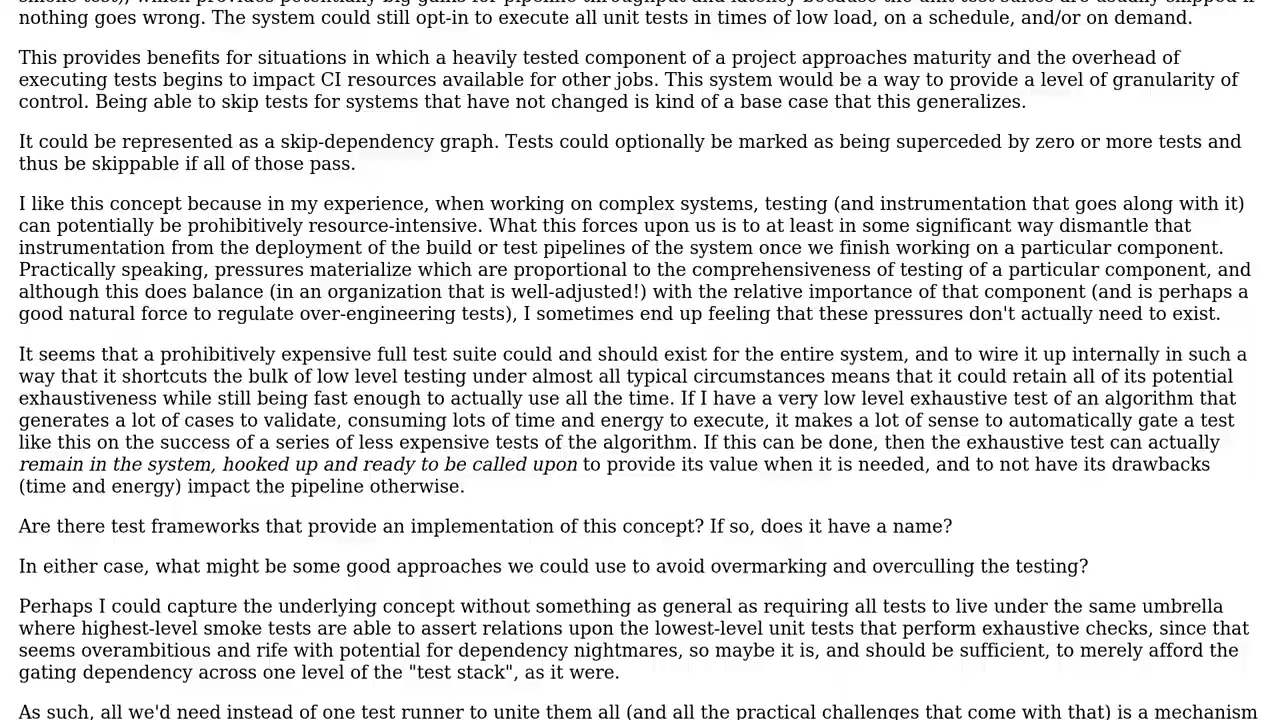 nothing goes wrong. The system could still opt-in to execute all unit tests in times of low load, on a schedule, and/or on demand.
This provides benefits for situations in which a heavily tested component of a project approaches maturity and the overhead of
executing tests begins to impact CI resources available for other jobs. This system would be a way to provide a level of granularity of
control. Being able to skip tests for systems that have not changed is kind of a base case that this generalizes.
It could be represented as a skip-dependency graph. Tests could optionally be marked as being superceded by zero or more tests and
thus be skippable if all of those pass.
I like this concept because in my experience, when working on complex systems, testing (and instrumentation that goes along with it)
can potentially be prohibitively resource-intensive. What this forces upon us is to at least in some significant way dismantle that
instrumentation from the deployment of the build or test pipelines of the system once we finish working on a particular component.
Practically speaking, pressures materialize which are proportional to the comprehensiveness of testing of a particular component, and
although this does balance (in an organization that is well-adjusted!) with the relative importance of that component (and is perhaps a
good natural force to regulate over-engineering tests), I sometimes end up feeling that these pressures don't actually need to exist.
It seems that a prohibitively expensive full test suite could and should exist for the entire system, and to wire it up internally in such a
way that it shortcuts the bulk of low level testing under almost all typical circumstances means that it could retain all of its potential
exhaustiveness while still being fast enough to actually use all the time. If I have a very low level exhaustive test of an algorithm that
generates a lot of cases to validate, consuming lots of time and energy to execute, it makes a lot of sense to automatically gate a test
like this on the success of a series of less expensive tests of the algorithm. If this can be done, then the exhaustive test can actually
remain in the system, hooked up and ready to be called upon to provide its value when it is needed, and to not have its drawbacks
(time and energy) impact the pipeline otherwise.
Are there test frameworks that provide an implementation of this concept? If so, does it have a name?
In either case, what might be some good approaches we could use to avoid overmarking and overculling the testing?
Perhaps I could capture the underlying concept without something as general as requiring all tests to live under the same umbrella
where highest-level smoke tests are able to assert relations upon the lowest-level unit tests that perform exhaustive checks, since that
seems overambitious and rife with potential for dependency nightmares, so maybe it is, and should be sufficient, to merely afford the
gating dependency across one level of the "test stack", as it were.
As such, all we'd need instead of one test runner to unite them all (and all the practical challenges that come with that) is a mechanism